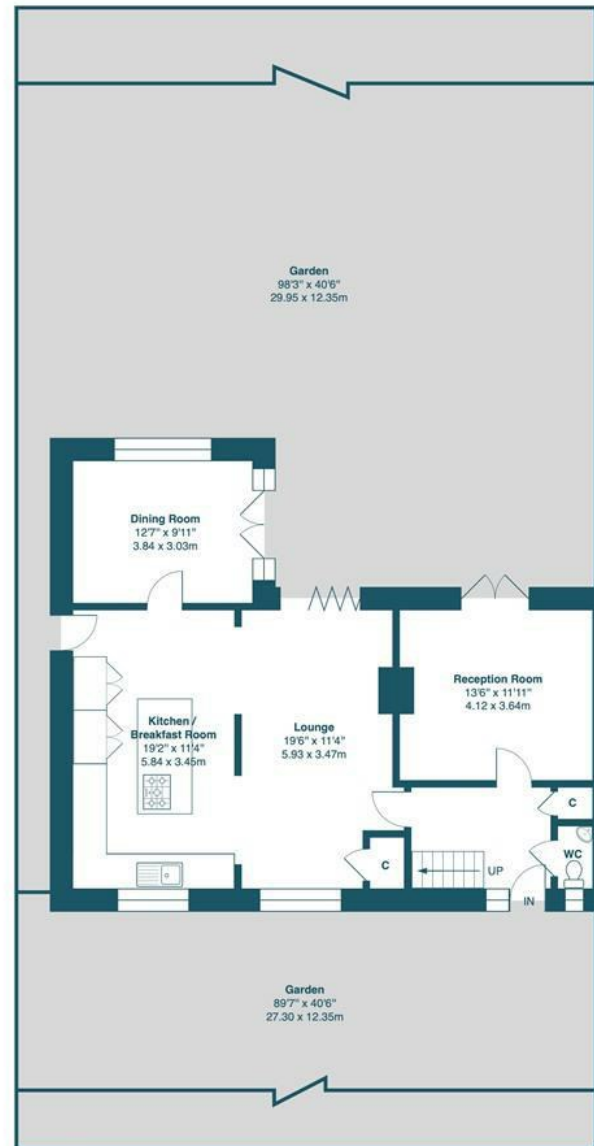 Garden
98'3" x 40'6"
29.95 x 12.35m
Dining Room
12'7" x 9'11"
3.84 x 3.03m
Reception Room
13'6" x 11'11"
4.12 x 3.64m
Kitchen /
Breakfast Room
19'2" x 11'4"
5.84 x 3.45m
Lounge
19'6" x 11'4"
5.93 x 3.47m
C
C
WC
UP
IN
Garden
89'7" x 40'6"
27.30 x 12.35m